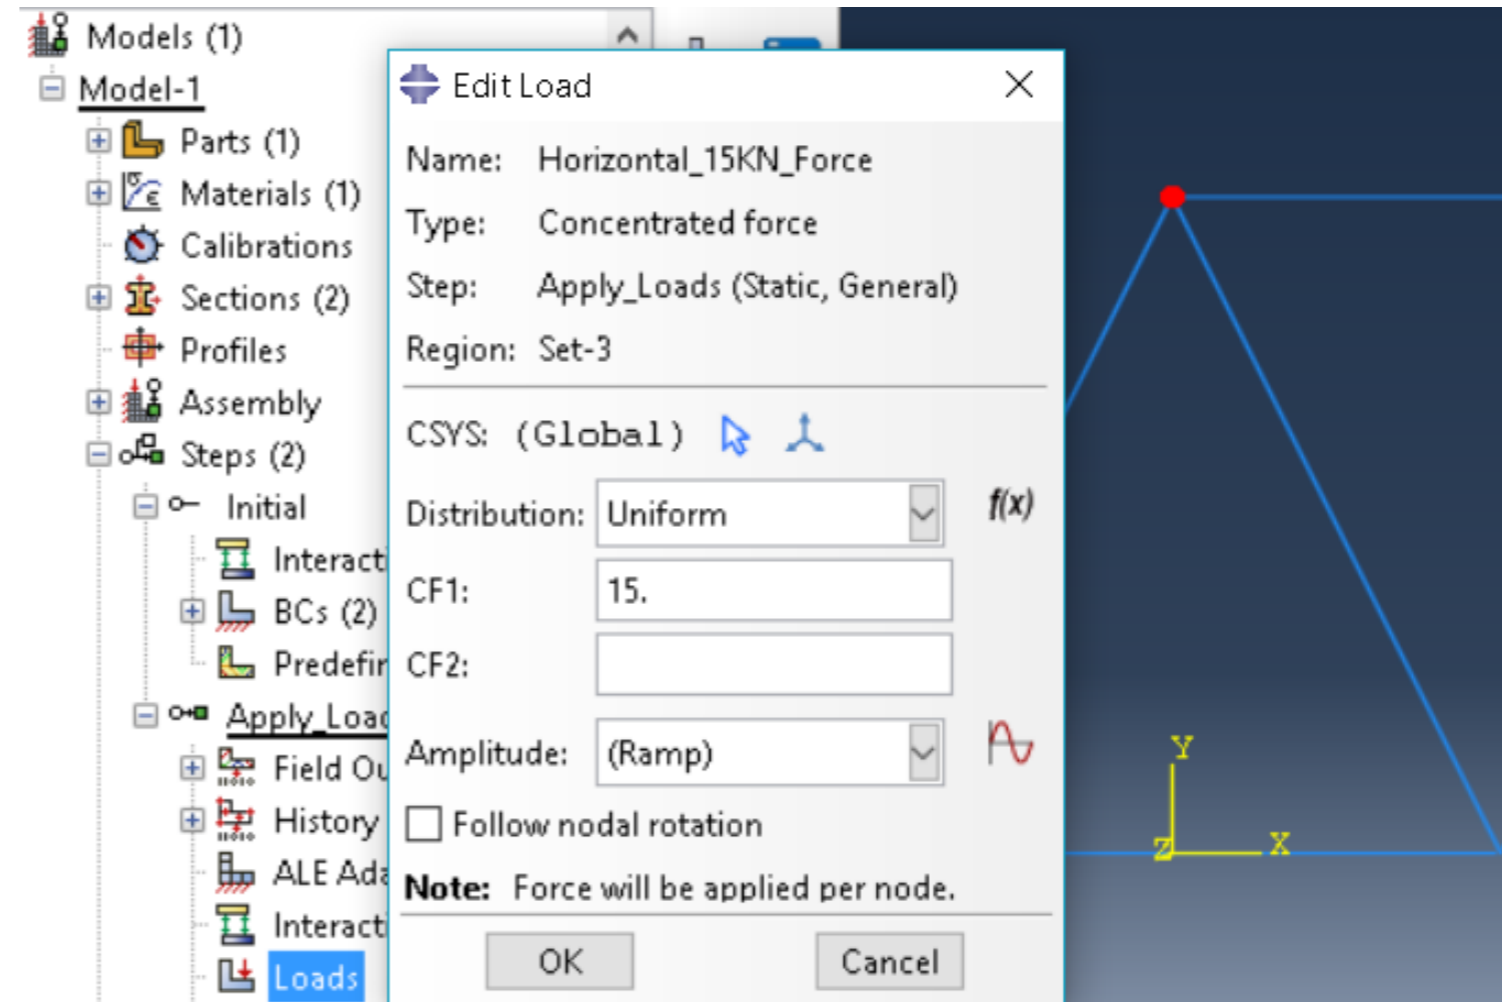 Models (1)
Model-1
Parts (1)
Materials (1)
Calibrations
Sections (2)
Profiles
Assembly
Steps (2)
Initial
Interacti
BCs (2)
Predefir
Apply_Load
Field Ou
History
ALE Ada
Interacti
Loads
Edit Load
Name: Horizontal_15KN_Force
Type: Concentrated force
Step: Apply_Loads (Static, General)
Region: Set-3
CSYS: (Global)
Distribution: Uniform f(x)
CF1: 15.
CF2:
Amplitude: (Ramp)
Follow nodal rotation
Note: Force will be applied per node.
OK Cancel
Y
Z X